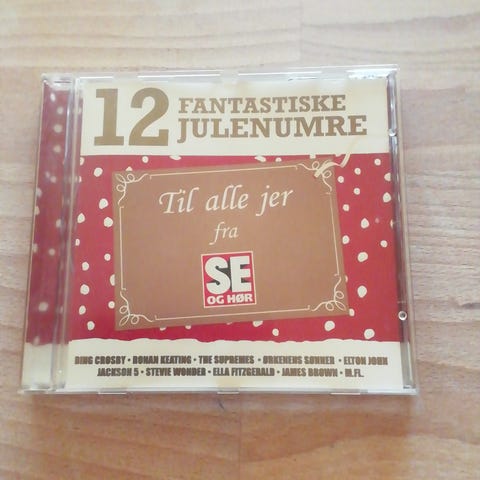 12 FANTASTISKE
JULENUMRE
Til alle jer
fra
SE
OG HØR
BING CROSBY • RONAN KEATING • THE SUPREMES • ØRKENENS SØNNER • ELTON JOHN
JACKSON 5 • STEVIE WONDER • ELLA FITZGERALD • JAMES BROWN • M.FL.